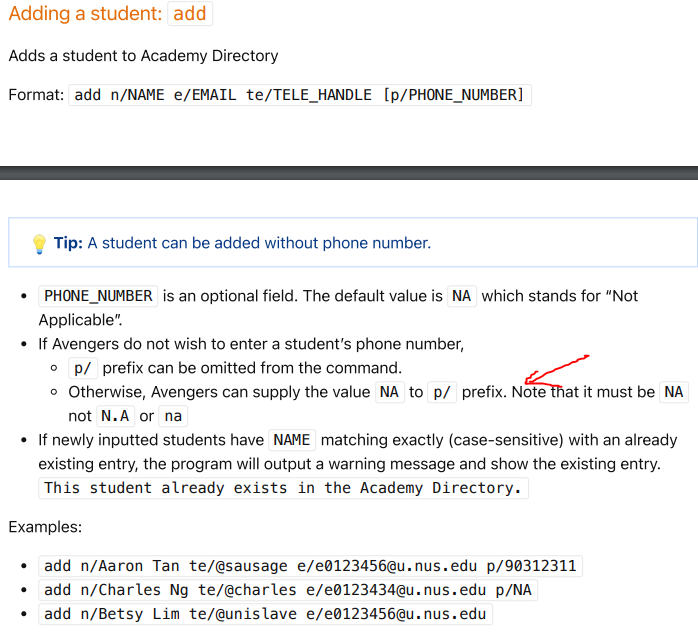 Adding a student: add
Adds a student to Academy Directory
Format: add n/NAME e/EMAIL te/TELE_HANDLE [p/PHONE_NUMBER]
Tip: A student can be added without phone number.
PHONE_NUMBER is an optional field. The default value is NA which stands for “Not
Applicable”.
If Avengers do not wish to enter a student’s phone number,
p/ prefix can be omitted from the command.
Otherwise, Avengers can supply the value NA to p/ prefix. Note that it must be NA
not N.A or na
If newly inputted students have NAME matching exactly (case-sensitive) with an already
existing entry, the program will output a warning message and show the existing entry.
This student already exists in the Academy Directory.
Examples:
add n/Aaron Tan te/@sausage e/e0123456@u.nus.edu p/90312311
add n/Charles Ng te/@charles e/e0123434@u.nus.edu p/NA
add n/Betsy Lim te/@unislave e/e0123456@u.nus.edu